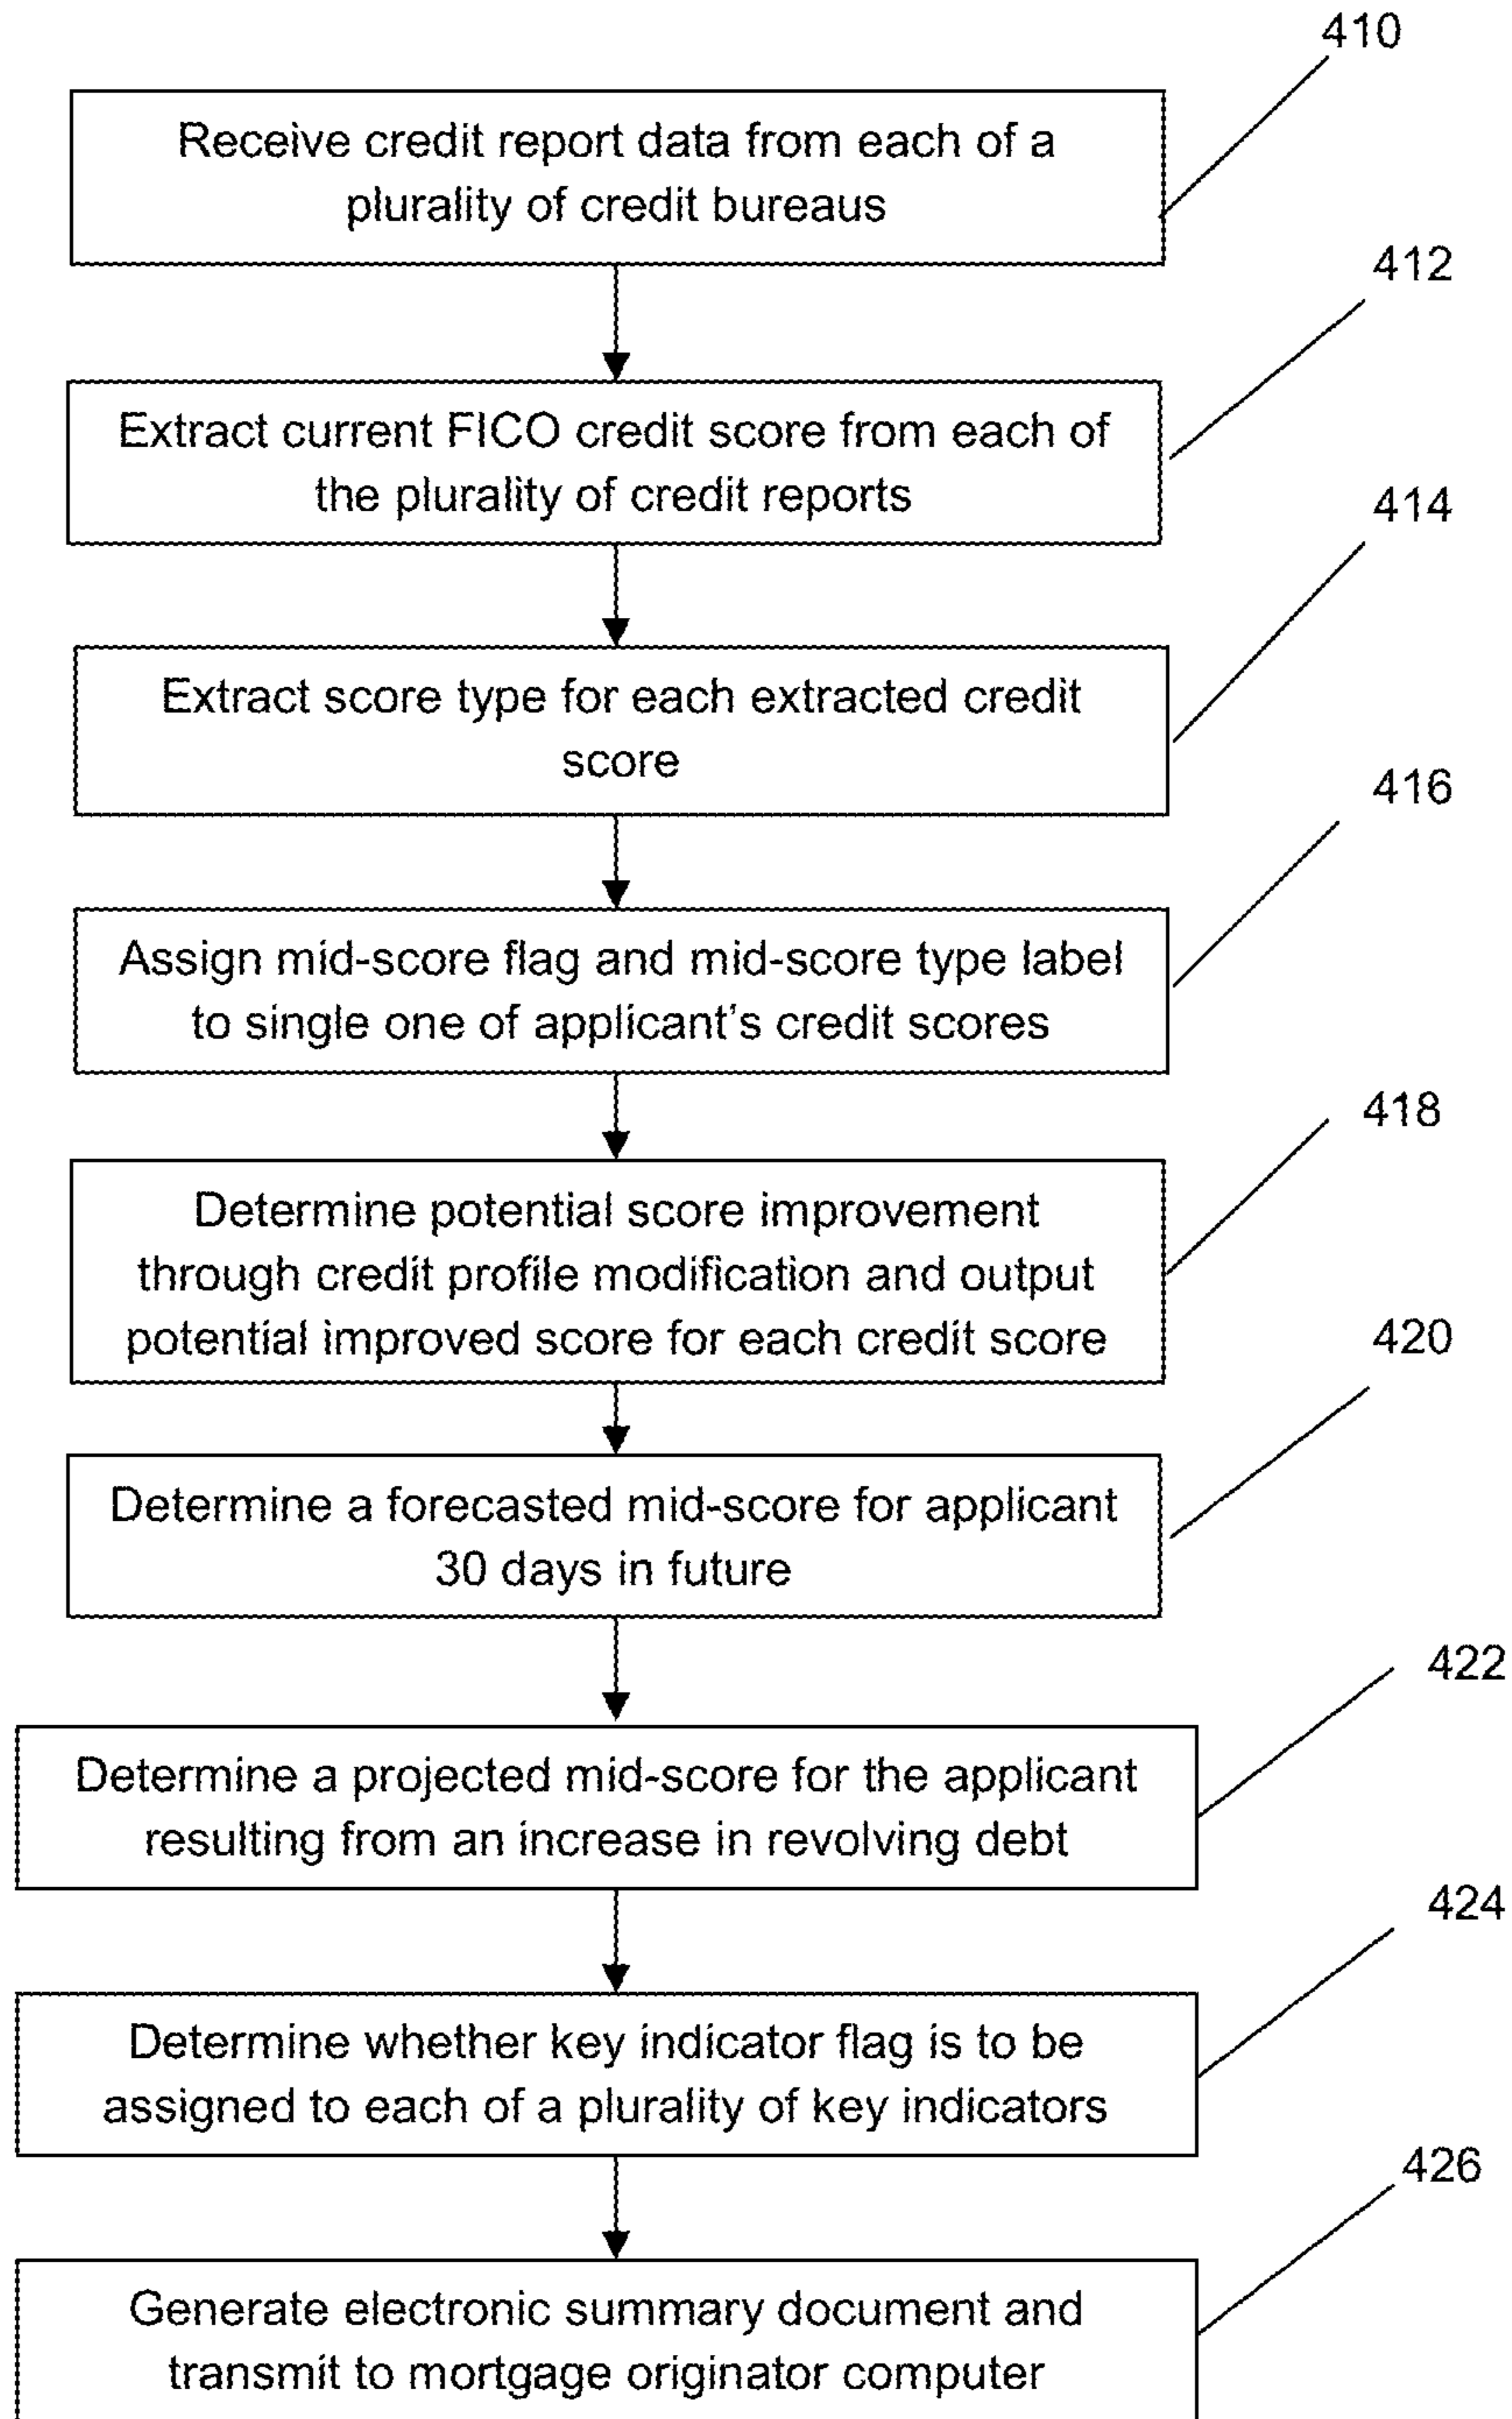 410
Receive credit report data from each of a
plurality of credit bureaus
412
Extract current FICO credit score from each of
the plurality of credit reports
414
Extract score type for each extracted credit
score
416
Assign mid-score flag and mid-score type label
to single one of applicant’s credit scores
418
Determine potential score improvement
through credit profile modification and output
potential improved score for each credit score
420
Determine a forecasted mid-score for applicant
30 days in future
422
Determine a projected mid-score for the applicant
resulting from an increase in revolving debt
424
Determine whether key indicator flag is to be
assigned to each of a plurality of key indicators
426
Generate electronic summary document and
transmit to mortgage originator computer